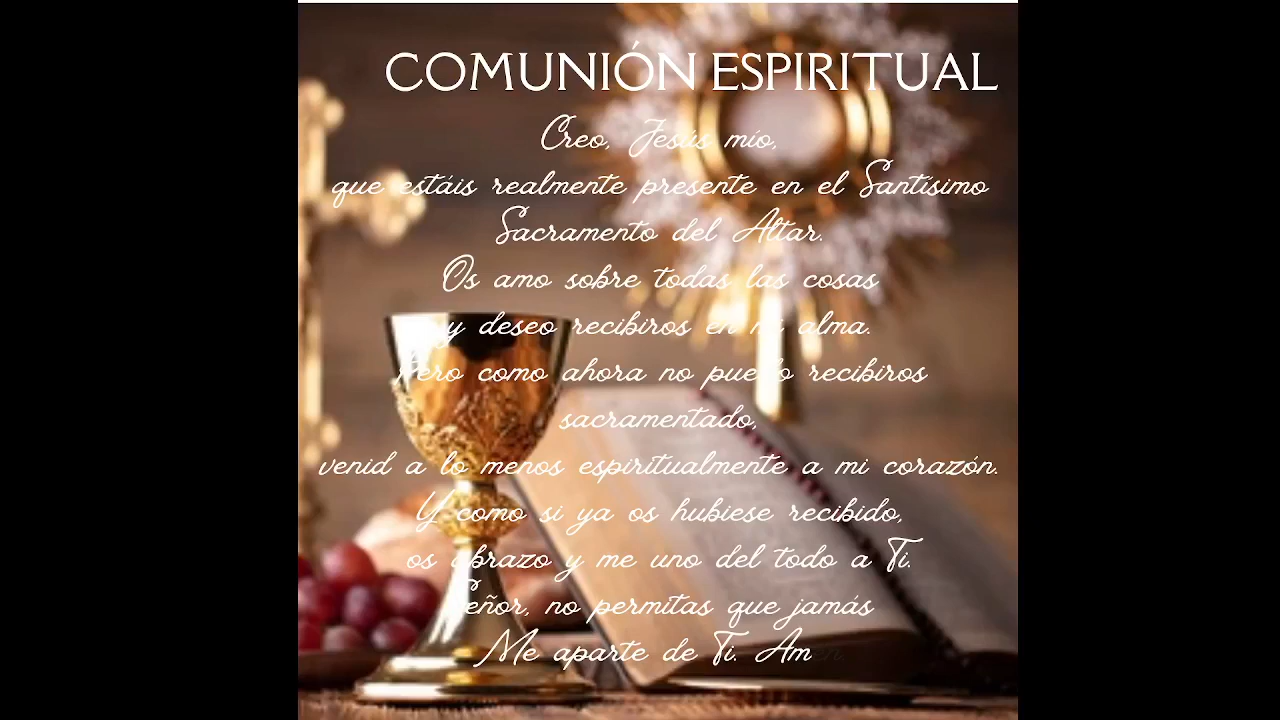 COMUNIÓN ESPIRITUAL
Creo, Jesús mío,
que estáis realmente presente en el Santísimo
Sacramento del Altar.
Os amo sobre todas las cosas
y deseo recibiros en mi alma.
Pero como ahora no puedo recibiros
sacramentado,
venid a lo menos espiritualmente a mi corazón.
Y como si ya os hubiese recibido,
os abrazo y me uno del todo a Ti.
Señor, no permitas que jamás
Me aparte de Ti. Amen